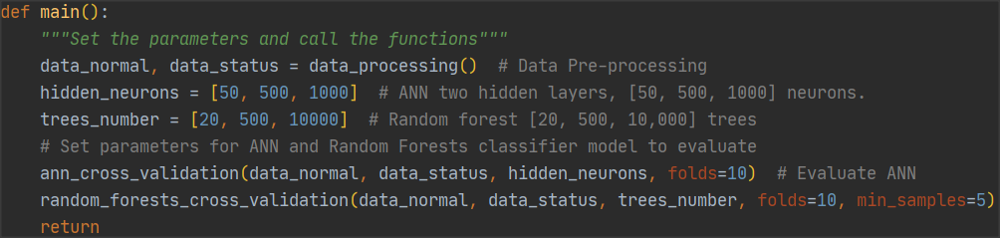 def main():
    """Set the parameters and call the functions"""
    data_normal, data_status = data_processing()  # Data Pre-processing
    hidden_neurons = [50, 500, 1000]  # ANN two hidden layers, [50, 500, 1000] neurons.
    trees_number = [20, 500, 10000]  # Random forest [20, 500, 10,000] trees
    # Set parameters for ANN and Random Forests classifier model to evaluate
    ann_cross_validation(data_normal, data_status, hidden_neurons, folds=10)  # Evaluate ANN
    random_forests_cross_validation(data_normal, data_status, trees_number, folds=10, min_samples=5)
    return